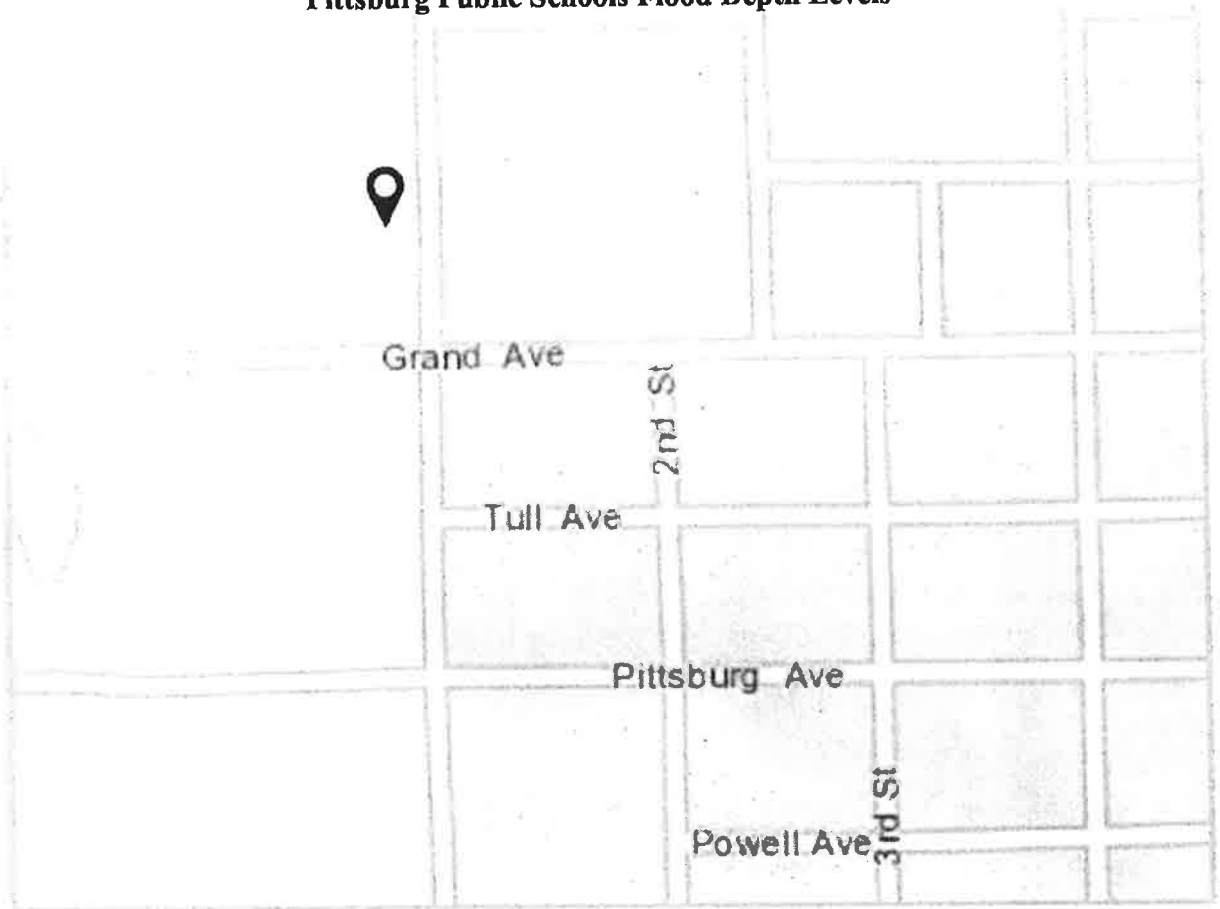 Pittsburg Public Schools Flood Depth Levels
Grand Ave
2nd St
Tull Ave
Pittsburg Ave
3rd St
Powell Ave